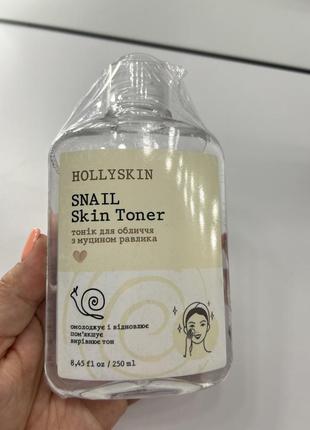 HOLLYSKIN
SNAIL
Skin Toner
тонік для обличчя
з муцином равлика
омолоджує і відновлює
пом'якшує
вирівнює тон
8,45 fl oz / 250 ml